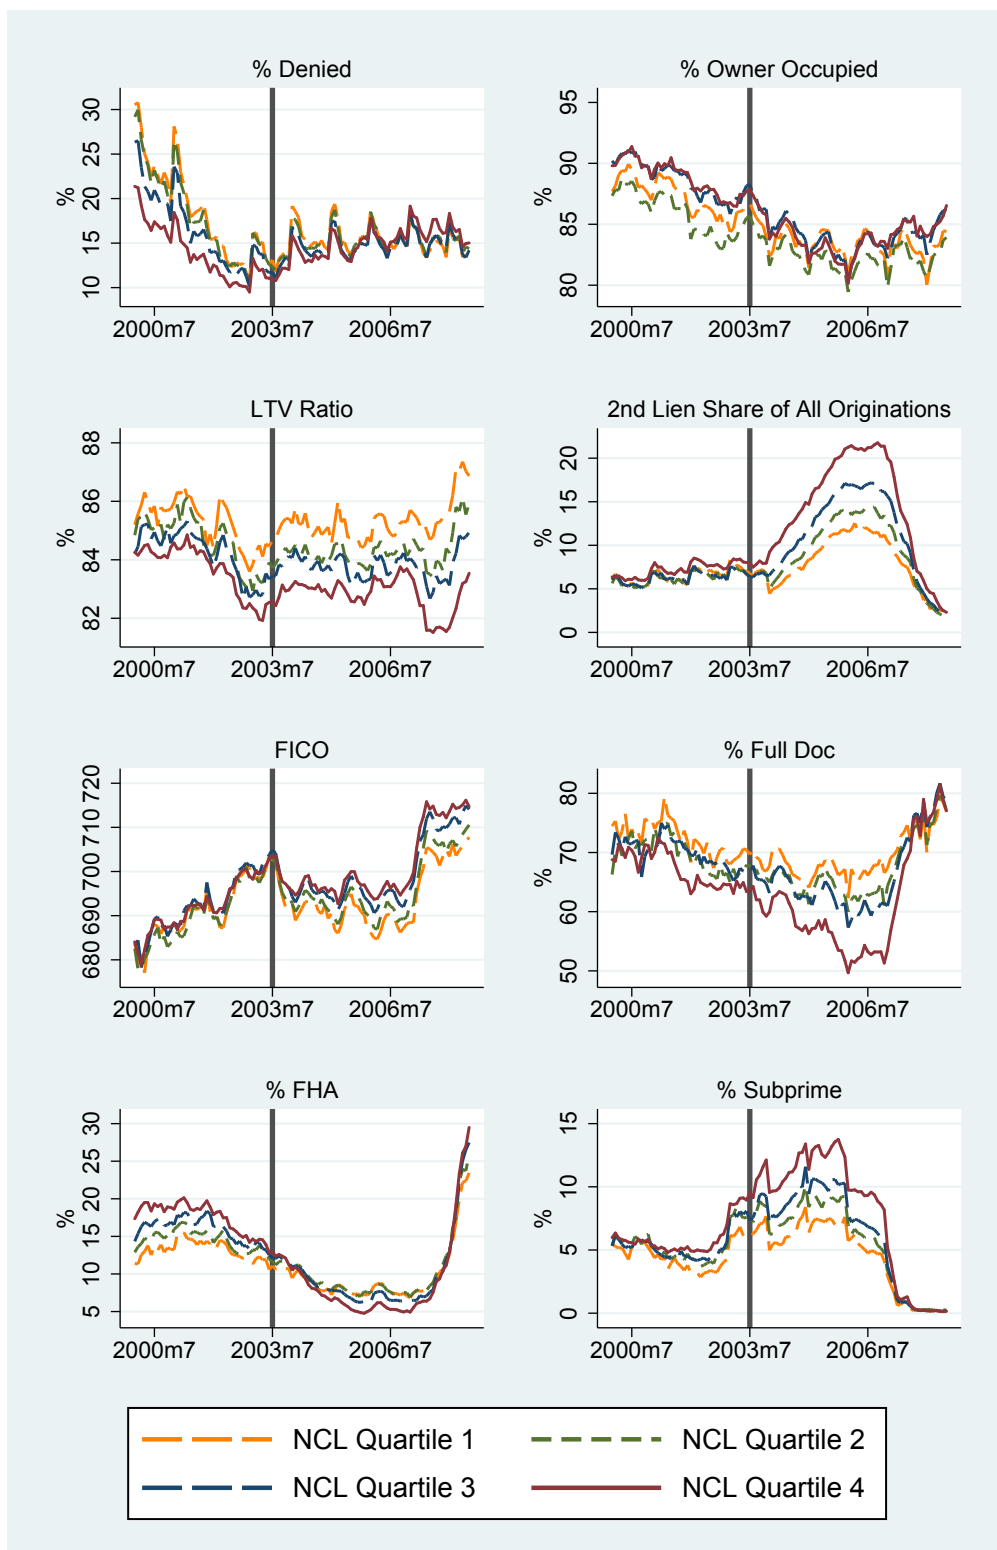 % Denied
%
30
25
20
15
10
2000m7 2003m7 2006m7
% Owner Occupied
%
95
90
85
80
2000m7 2003m7 2006m7
LTV Ratio
%
88
86
84
82
2000m7 2003m7 2006m7
2nd Lien Share of All Originations
%
20
15
10
5
0
2000m7 2003m7 2006m7
FICO
720
710
700
690
680
2000m7 2003m7 2006m7
% Full Doc
%
80
70
60
50
2000m7 2003m7 2006m7
% FHA
%
30
25
20
15
10
5
2000m7 2003m7 2006m7
% Subprime
%
15
10
5
0
2000m7 2003m7 2006m7
NCL Quartile 1 NCL Quartile 2
NCL Quartile 3 NCL Quartile 4